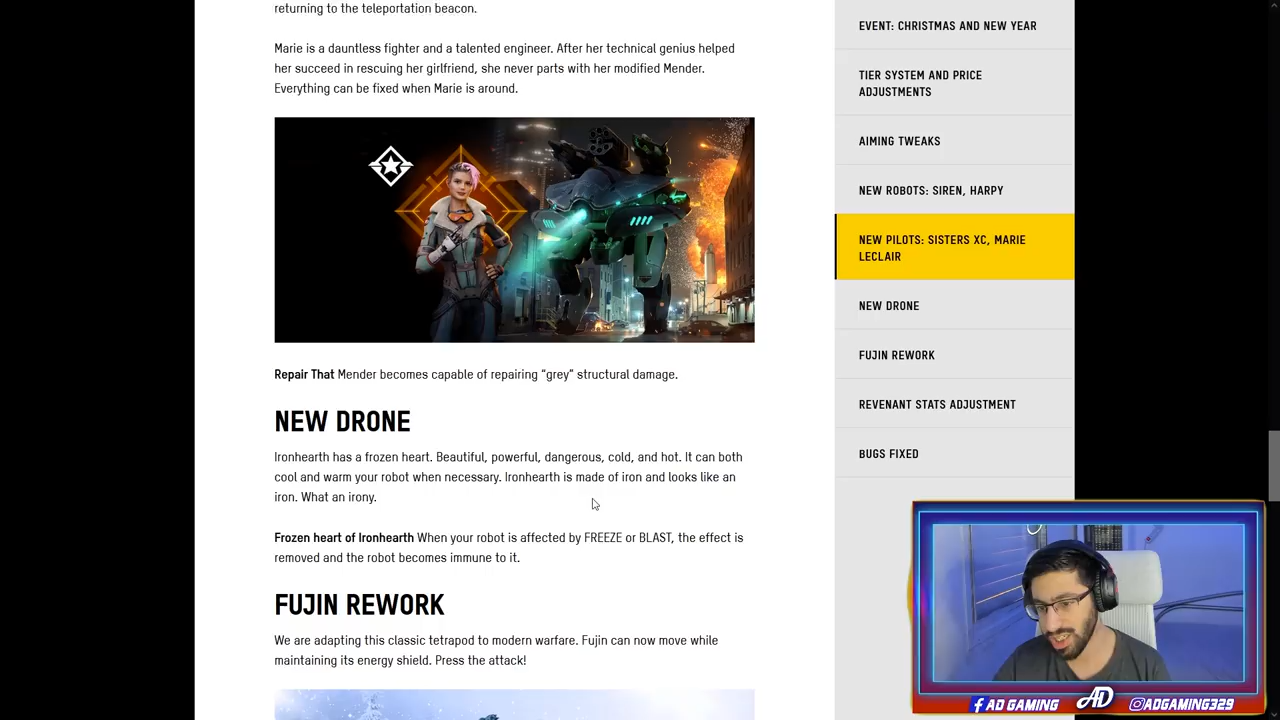 returning to the teleportation beacon.
Marie is a dauntless fighter and a talented engineer. After her technical genius helped
her succeed in rescuing her girlfriend, she never parts with her modified Mender.
Everything can be fixed when Marie is around.
Repair That Mender becomes capable of repairing “grey” structural damage.
NEW DRONE
Ironhearth has a frozen heart. Beautiful, powerful, dangerous, cold, and hot. It can both
cool and warm your robot when necessary. Ironhearth is made of iron and looks like an
iron. What an irony.
Frozen heart of Ironhearth When your robot is affected by FREEZE or BLAST, the effect is
removed and the robot becomes immune to it.
FUJIN REWORK
We are adapting this classic tetrapod to modern warfare. Fujin can now move while
maintaining its energy shield. Press the attack!
EVENT: CHRISTMAS AND NEW YEAR
TIER SYSTEM AND PRICE
ADJUSTMENTS
AIMING TWEAKS
NEW ROBOTS: SIREN, HARPY
NEW PILOTS: SISTERS XC, MARIE
LECLAIR
NEW DRONE
FUJIN REWORK
REVENANT STATS ADJUSTMENT
BUGS FIXED
AD GAMING AD @ADGAMING329